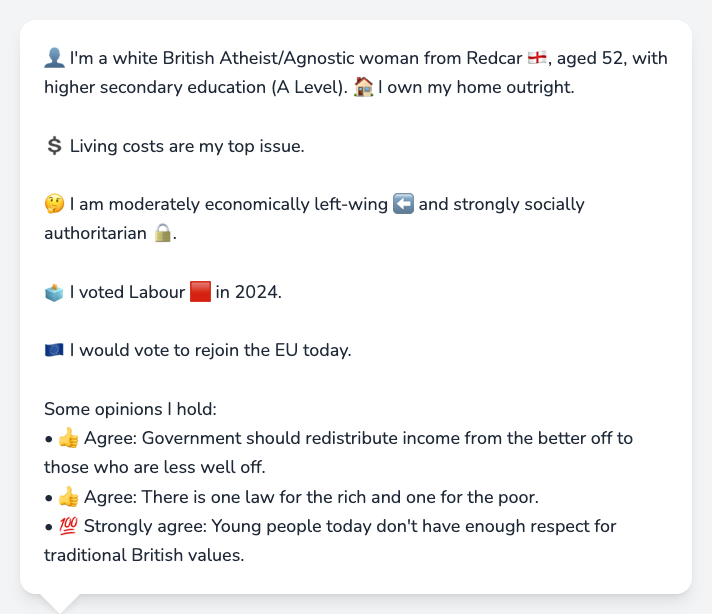 👤 I'm a white British Atheist/Agnostic woman from Redcar 🏴󠁧󠁢󠁥󠁮󠁧󠁿, aged 52, with
higher secondary education (A Level). 🏠 I own my home outright.
💲 Living costs are my top issue.
🤔 I am moderately economically left-wing ⬅️ and strongly socially
authoritarian 🔒.
🗳️ I voted Labour 🟥 in 2024.
🇪🇺 I would vote to rejoin the EU today.
Some opinions I hold:
• 👍 Agree: Government should redistribute income from the better off to
those who are less well off.
• 👍 Agree: There is one law for the rich and one for the poor.
• 💯 Strongly agree: Young people today don't have enough respect for
traditional British values.